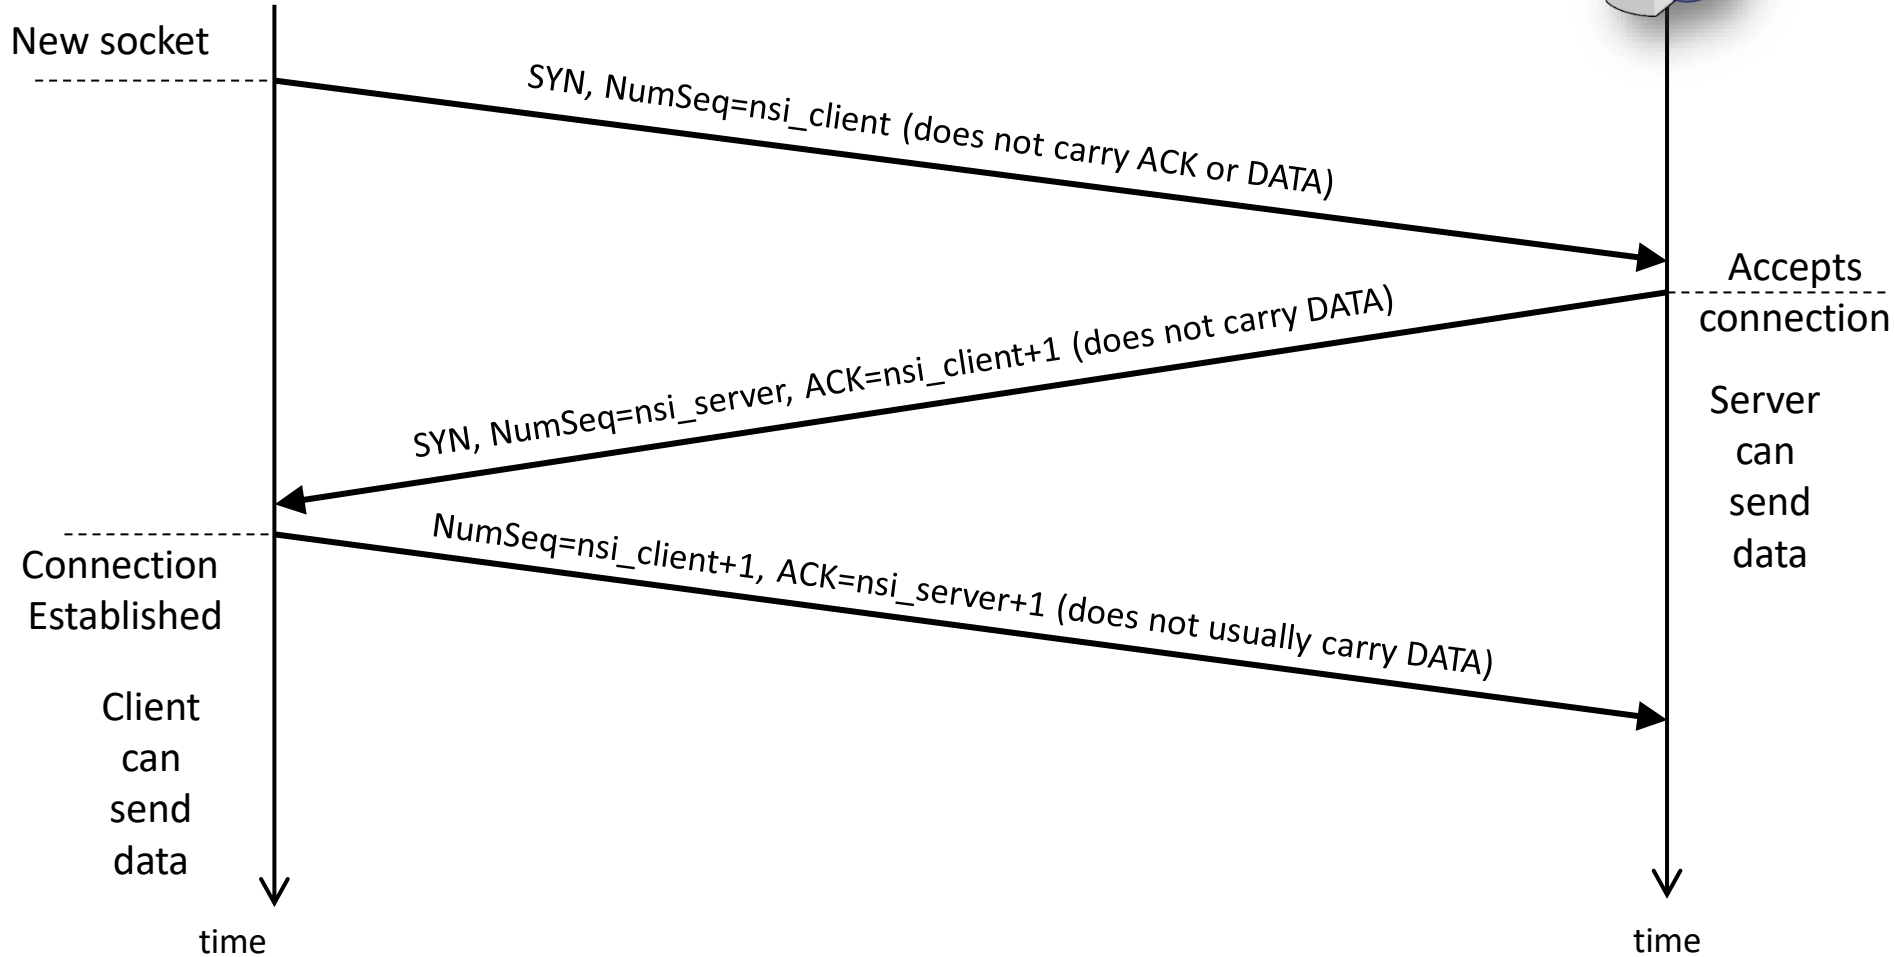 New socket
SYN, NumSeq=nsi_client (does not carry ACK or DATA)
Accepts
connection
SYN, NumSeq=nsi_server, ACK=nsi_client+1 (does not carry DATA)
Server
can
send
data
NumSeq=nsi_client+1, ACK=nsi_server+1 (does not usually carry DATA)
Connection
Established
Client
can
send
data
time
time